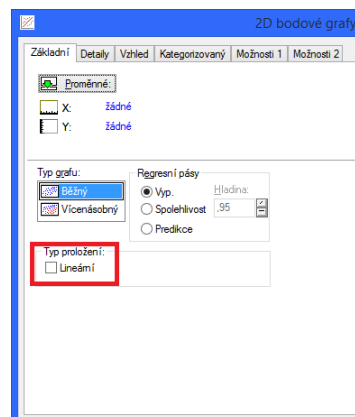 2D bodové grafy
Základní Detaily Vzhled Kategorizovaný Možnosti 1 Možnosti 2
Proměnné:
X: žádné
Y: žádné
Typ grafu: Regresní pásy
Běžný Vyp. Hladina:
Vícenásobný Spolehlivost .95
Predikce
Typ proložení:
Lineární